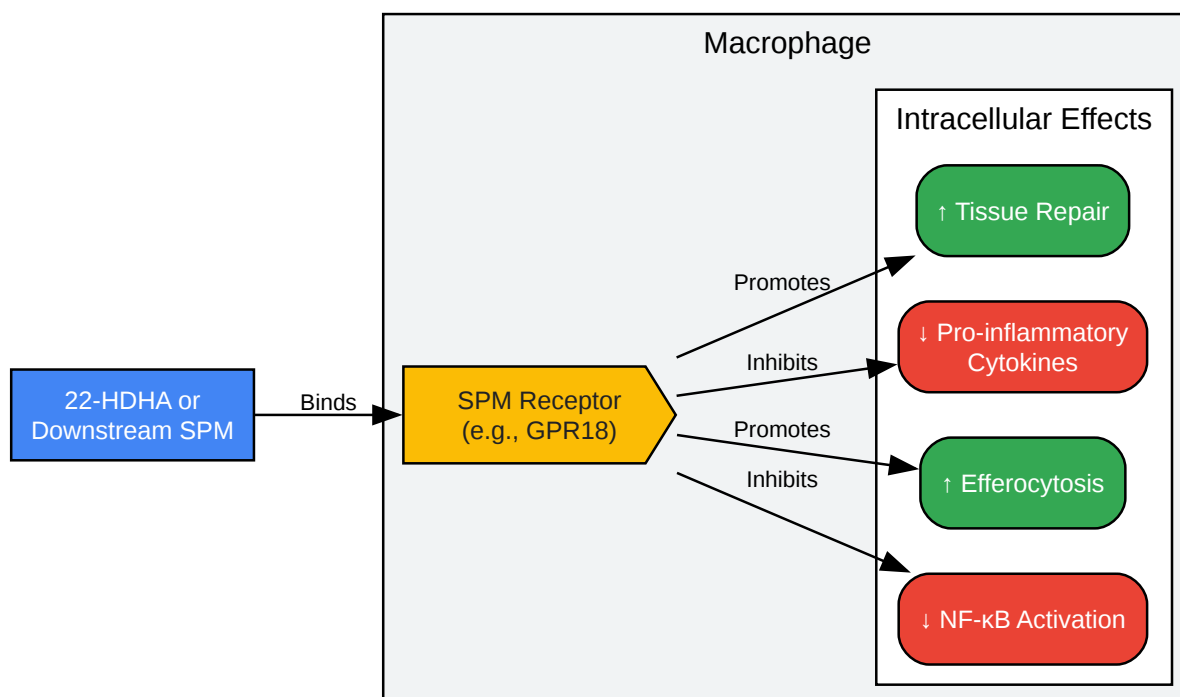 Macrophage
Intracellular Effects
↑ Tissue Repair
Promotes
↓ Pro-inflammatory
Cytokines
Inhibits
22-HDHA or
Downstream SPM
Binds
SPM Receptor
(e.g., GPR18)
Promotes
↑ Efferocytosis
Inhibits
↓ NF-κB Activation